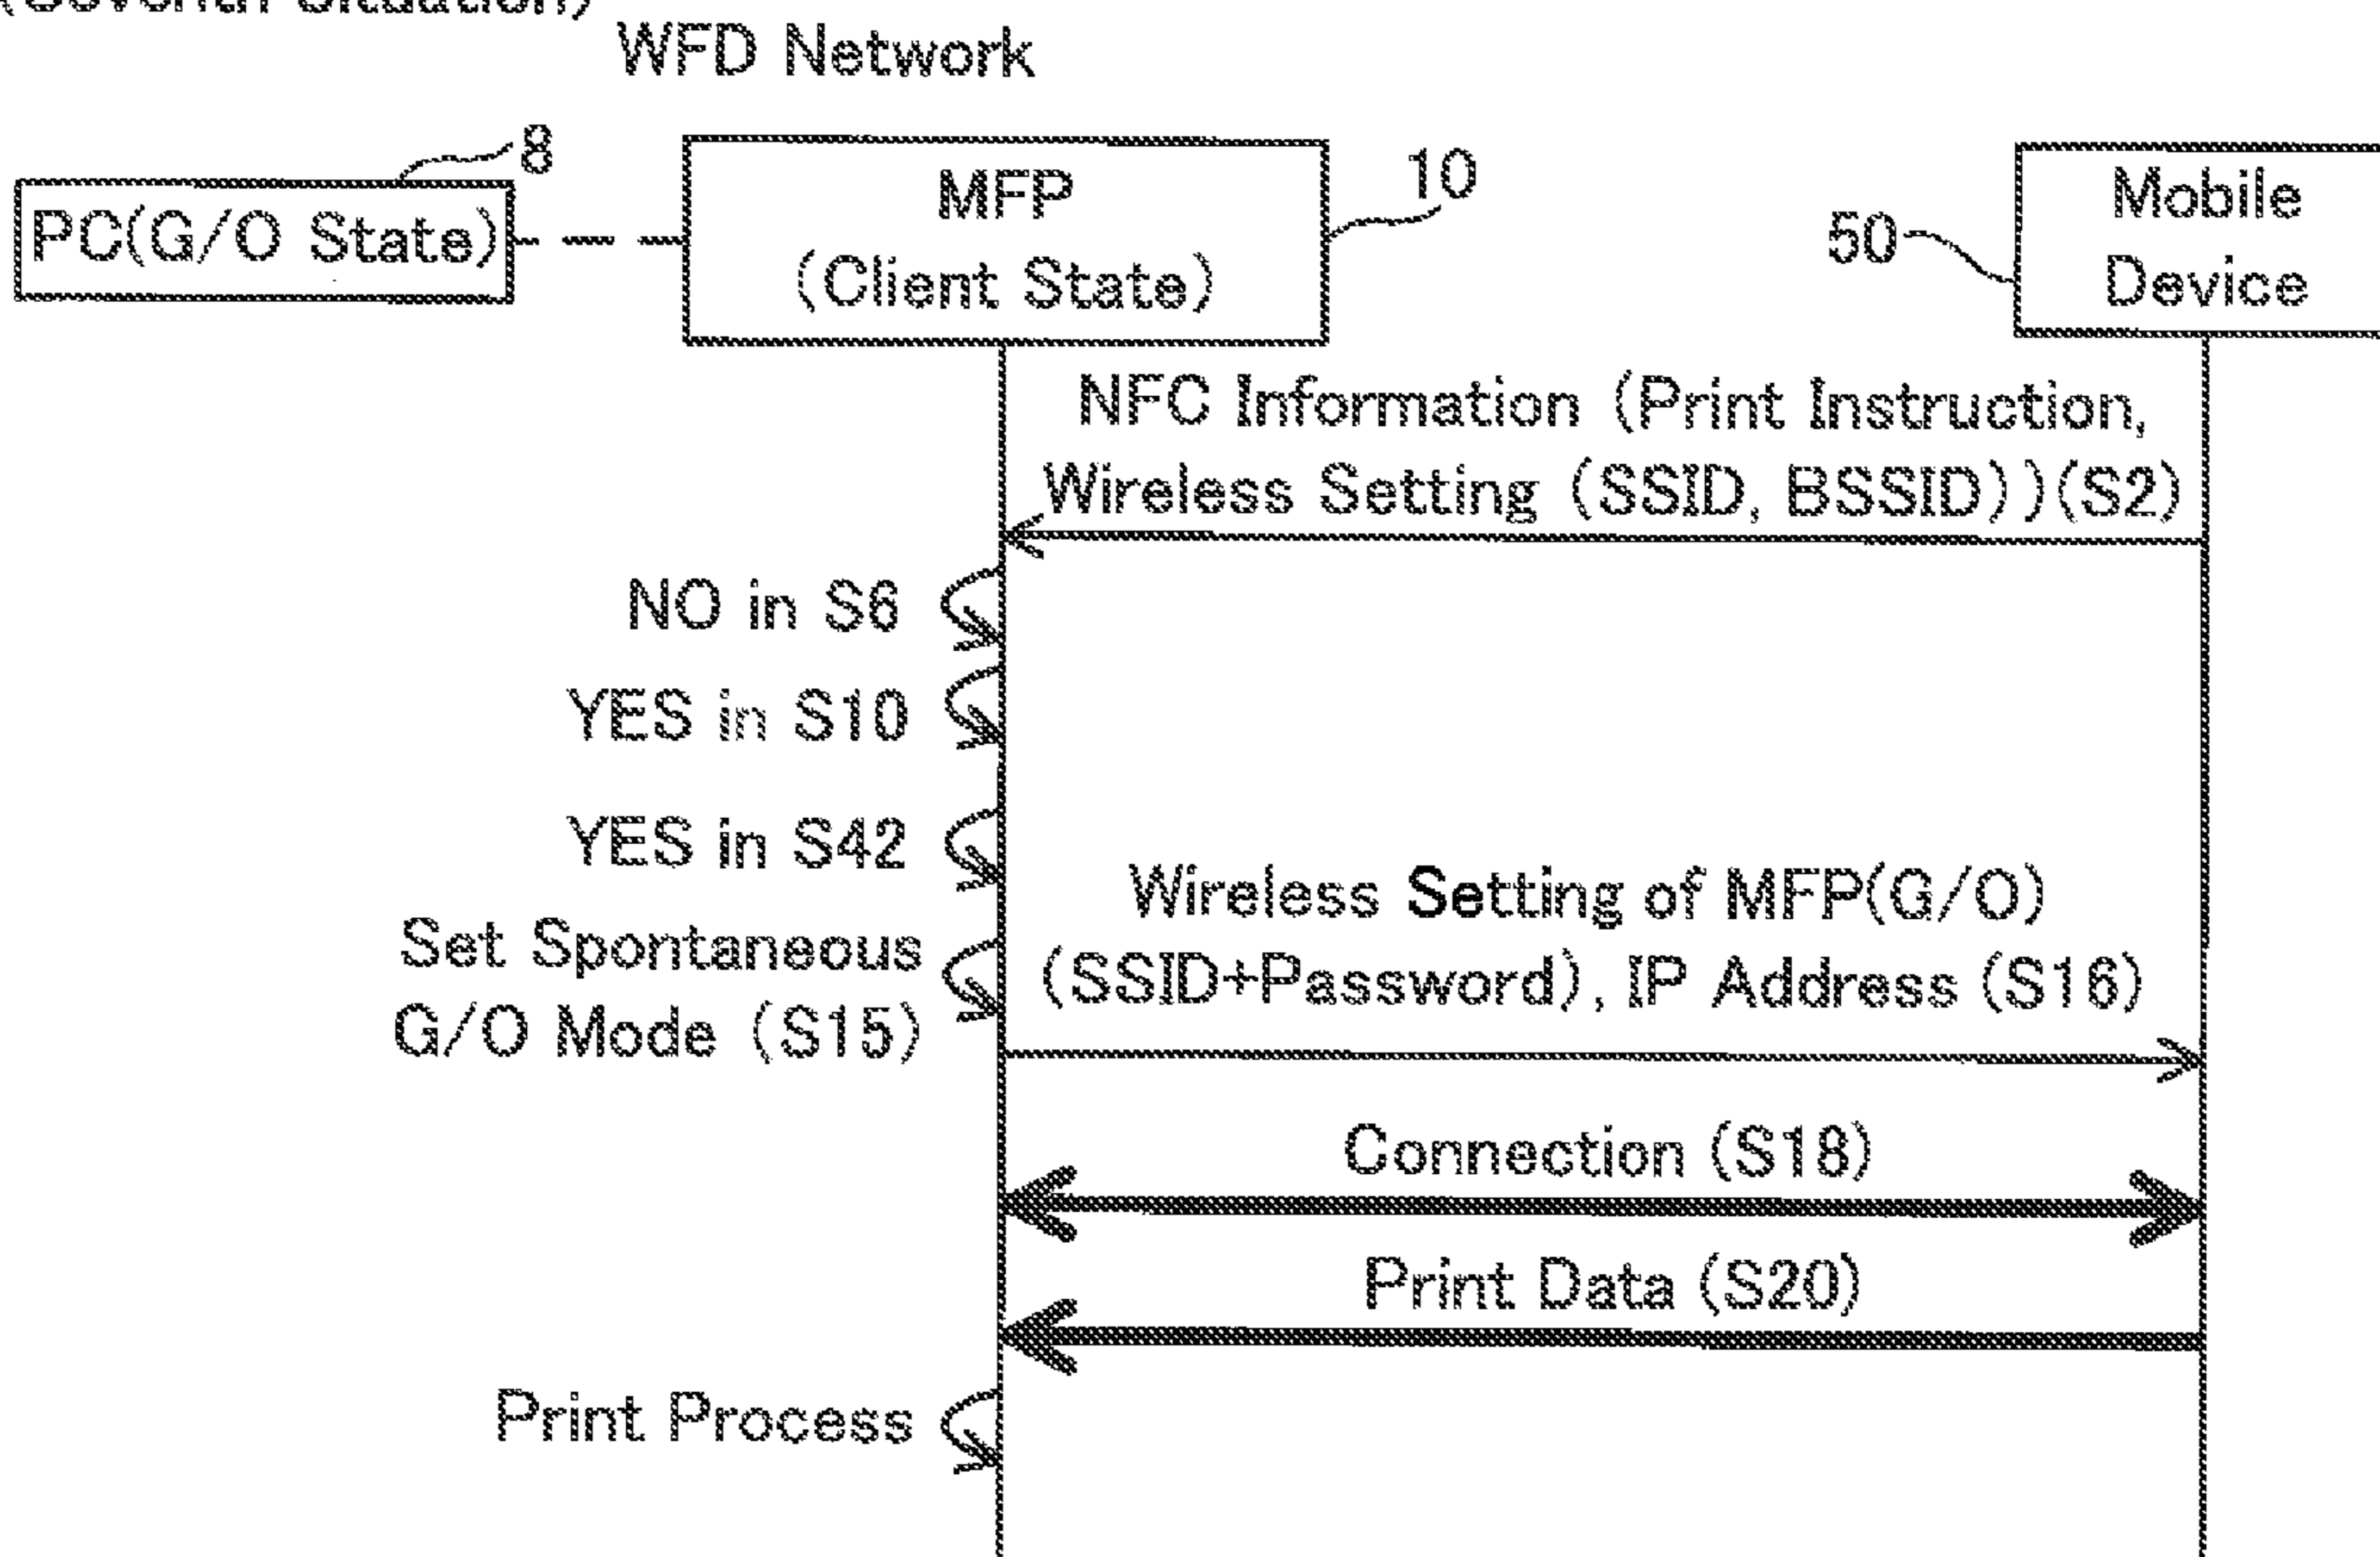 (Seventh Situation)
WFD Network
8
PC(G/O State)
MFP
(Client State)
10
50
Mobile
Device
NFC Information (Print Instruction,
Wireless Setting (SSID, BSSID))(S2)
NO in S6
YES in S10
YES in S42
Set Spontaneous
G/O Mode (S15)
Wireless Setting of MFP(G/O)
(SSID+Password), IP Address (S16)
Connection (S18)
Print Data (S20)
Print Process